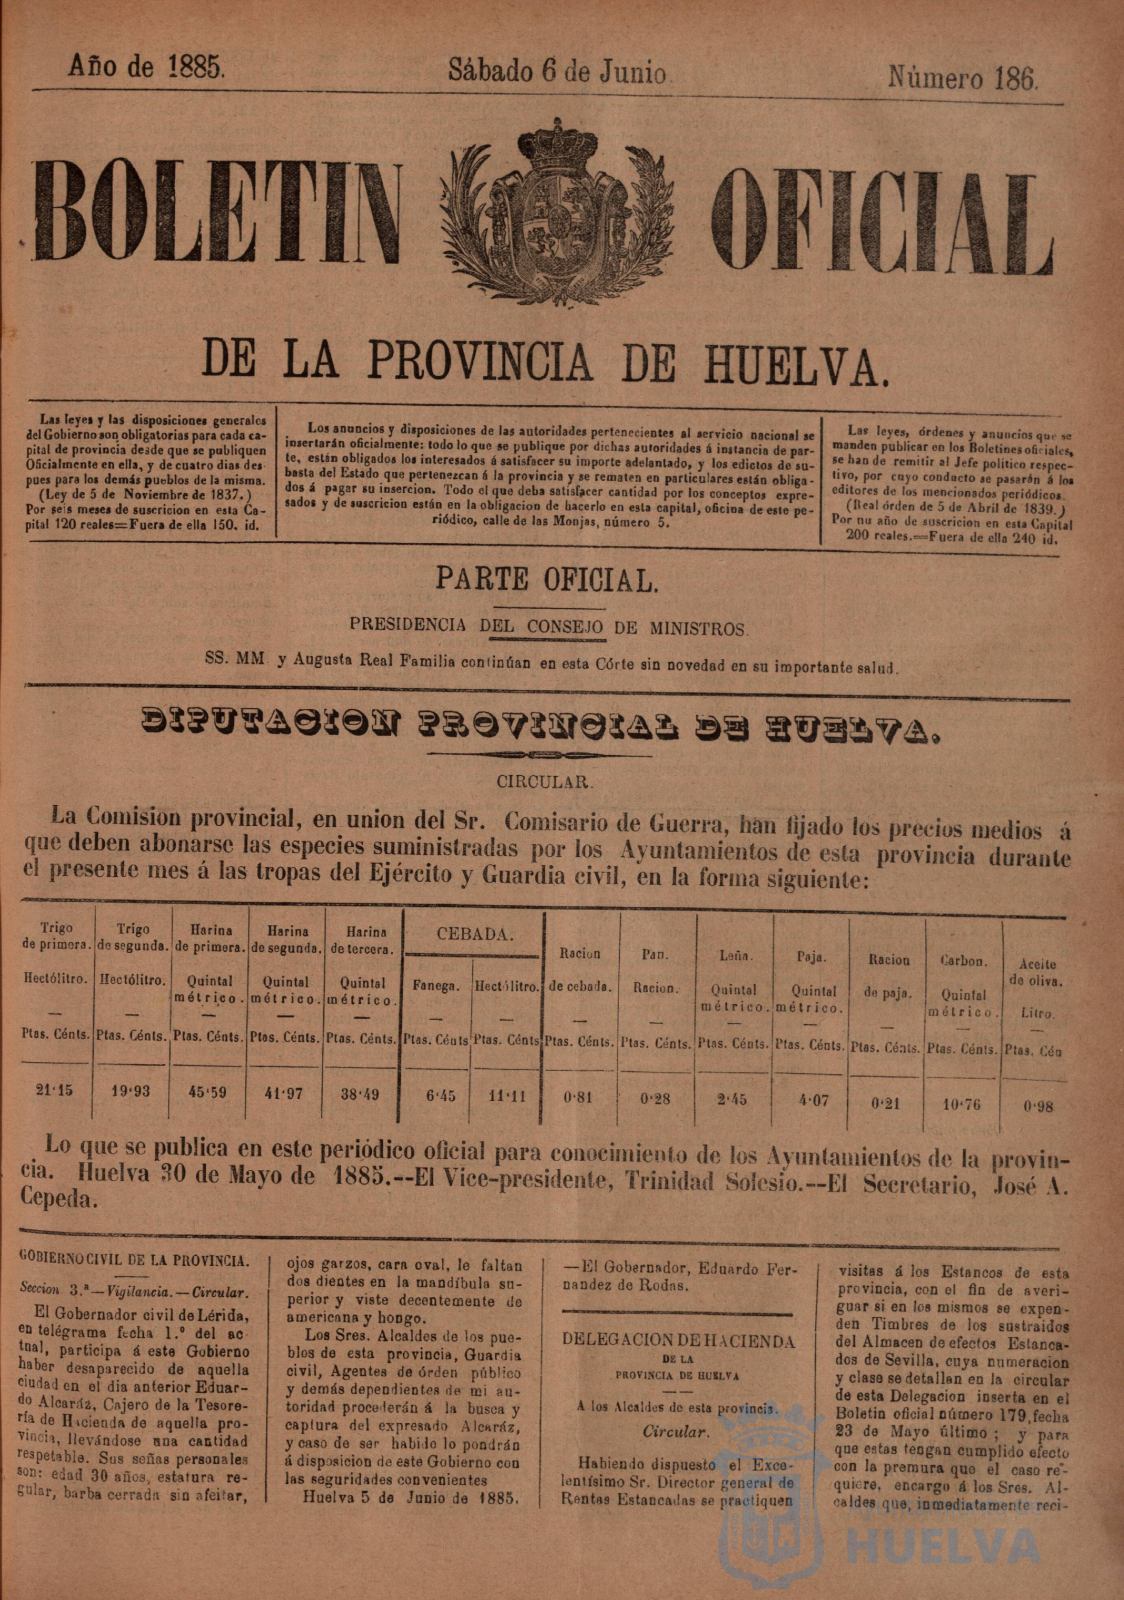 Año de 1885.
Sábado 6 de Junio
Número 186.
BOLETIN OFICIAL
DE LA PROVINCIA DE HUELVA.
Las leyes y las disposiciones generales
del Gobierno son obligatorias para cada ca-
pital de provincia desde que se publiquen
Oficialmente en ella, y de cuatro dias des-
pues para los demás pueblos de la misma.
(Ley de 5 de Noviembre de 1837.)
Por seis meses de suscricion en esta Ca-
pital 120 reales=Fuera de ella 150. id.
Los anuncios y disposiciones de las autoridades pertenecientes al servicio nacional se
insertarán oficialmente: todo lo que se publique por dichas autoridades á instancia de par-
te, están obligados los interesados á satisfacer su importe adelantado, y los edictos de su-
basta del Estado que pertenezcan á la provincia y se rematen en particulares están obliga-
dos á pagar su insercion. Todo el que deba satisfacer cantidad por los conceptos expre-
sados y de suscricion están en la obligacion de hacerlo en esta capital, oficina de este pe-
riódico, calle de las Monjas, número 5.
Las leyes, órdenes y anuncios que se
manden publicar en los Boletines oficiales,
se han de remitir al Jefe político respec-
tivo, por cuyo conducto se pasarán á los
editores de los mencionados periódicos.
(Real órden de 5 de Abril de 1839.)
Por nu año de suscricion en esta Capital
200 reales.=Fuera de ella 240 id.
PARTE OFICIAL.
PRESIDENCIA DEL CONSEJO DE MINISTROS.
SS. MM y Augusta Real Familia continúan en esta Córte sin novedad en su importante salud.
DIPUTACION PROVINCIAL DE HUELVA.
CIRCULAR.
La Comision provincial, en union del Sr. Comisario de Guerra, han fijado los precios medios á
que deben abonarse las especies suministradas por los Ayuntamientos de esta provincia durante
el presente mes á las tropas del Ejército y Guardia civil, en la forma siguiente:
Trigo de primera. Hectólitro. — Ptas. Cénts. 21·15
Trigo de segunda. Hectólitro. — Ptas. Cénts. 19·93
Harina de primera. Quintal métrico. — Ptas. Cénts. 45·59
Harina de segunda. Quintal métrico. — Ptas. Cénts. 41·97
Harina de tercera. Quintal métrico. — Ptas. Cénts. 38·49
CEBADA.
Fanega. — Ptas. Cénts 6·45
Hectólitro. — Ptas. Cénts 11·11
Racion de cebada. — Ptas. Cénts. 0·81
Pan. Racion. — Ptas. Cénts. 0·28
Leña. Quintal métrico. — Ptas. Cénts. 2·45
Paja. Quintal métrico. — Ptas. Cénts. 4·07
Racion de paja. — Ptas. Cénts. 0·21
Carbon. Quintal métrico. — Ptas. Cénts. 10·76
Aceite de oliva. Litro. — Ptas. Cén 0·98
Lo que se publica en este periódico oficial para conocimiento de los Ayuntamientos de la provin-
cia. Huelva 30 de Mayo de 1885.--El Vice-presidente, Trinidad Solesio.--El Secretario, José A.
Cepeda.
GOBIERNO CIVIL DE LA PROVINCIA.
Seccion 3.ª—Vigilancia.—Circular.
El Gobernador civil de Lérida,
en telégrama fecha 1.º del ac-
tual, participa á este Gobierno
haber desaparecido de aquella
ciudad en el dia anterior Eduar-
do Alcaráz, Cajero de la Tesore-
ría de Hacienda de aquella pro-
vincia, llevándose una cantidad
respetable. Sus señas personales
son: edad 30 años, estatura re-
gular, barba cerrada sin afeitar,
ojos garzos, cara oval, le faltan
dos dientes en la mandíbula su-
perior y viste decentemente de
americana y hongo.
Los Sres. Alcaldes de los pue-
blos de esta provincia, Guardia
civil, Agentes de órden público
y demás dependientes de mi au-
toridad procederán á la busca y
captura del expresado Alcaráz,
y caso de ser habido lo pondrán
á disposicion de este Gobierno con
las seguridades convenientes
Huelva 5 de Junio de 1885.
—El Gobernador, Eduardo Fer-
nandez de Rodas.
DELEGACION DE HACIENDA
DE LA
PROVINCIA DE HUELVA
A los Alcaldes de esta provincia.
Circular.
Habiendo dispuesto el Exce-
lentísimo Sr. Director general de
Rentas Estancadas se practiquen
visitas á los Estancos de esta
provincia, con el fin de averi-
guar si en los mismos se expen-
den Timbres de los sustraidos
del Almacen de efectos Estanca-
dos de Sevilla, cuya numeracion
y clase se detallan en la circular
de esta Delegacion inserta en el
Boletin oficial número 179, fecha
23 de Mayo último; y para
que estas tengan cumplido efecto
con la premura que el caso re-
quiere, encargo á los Sres. Al-
caldes que, inmediatamente reci-
HUELVA